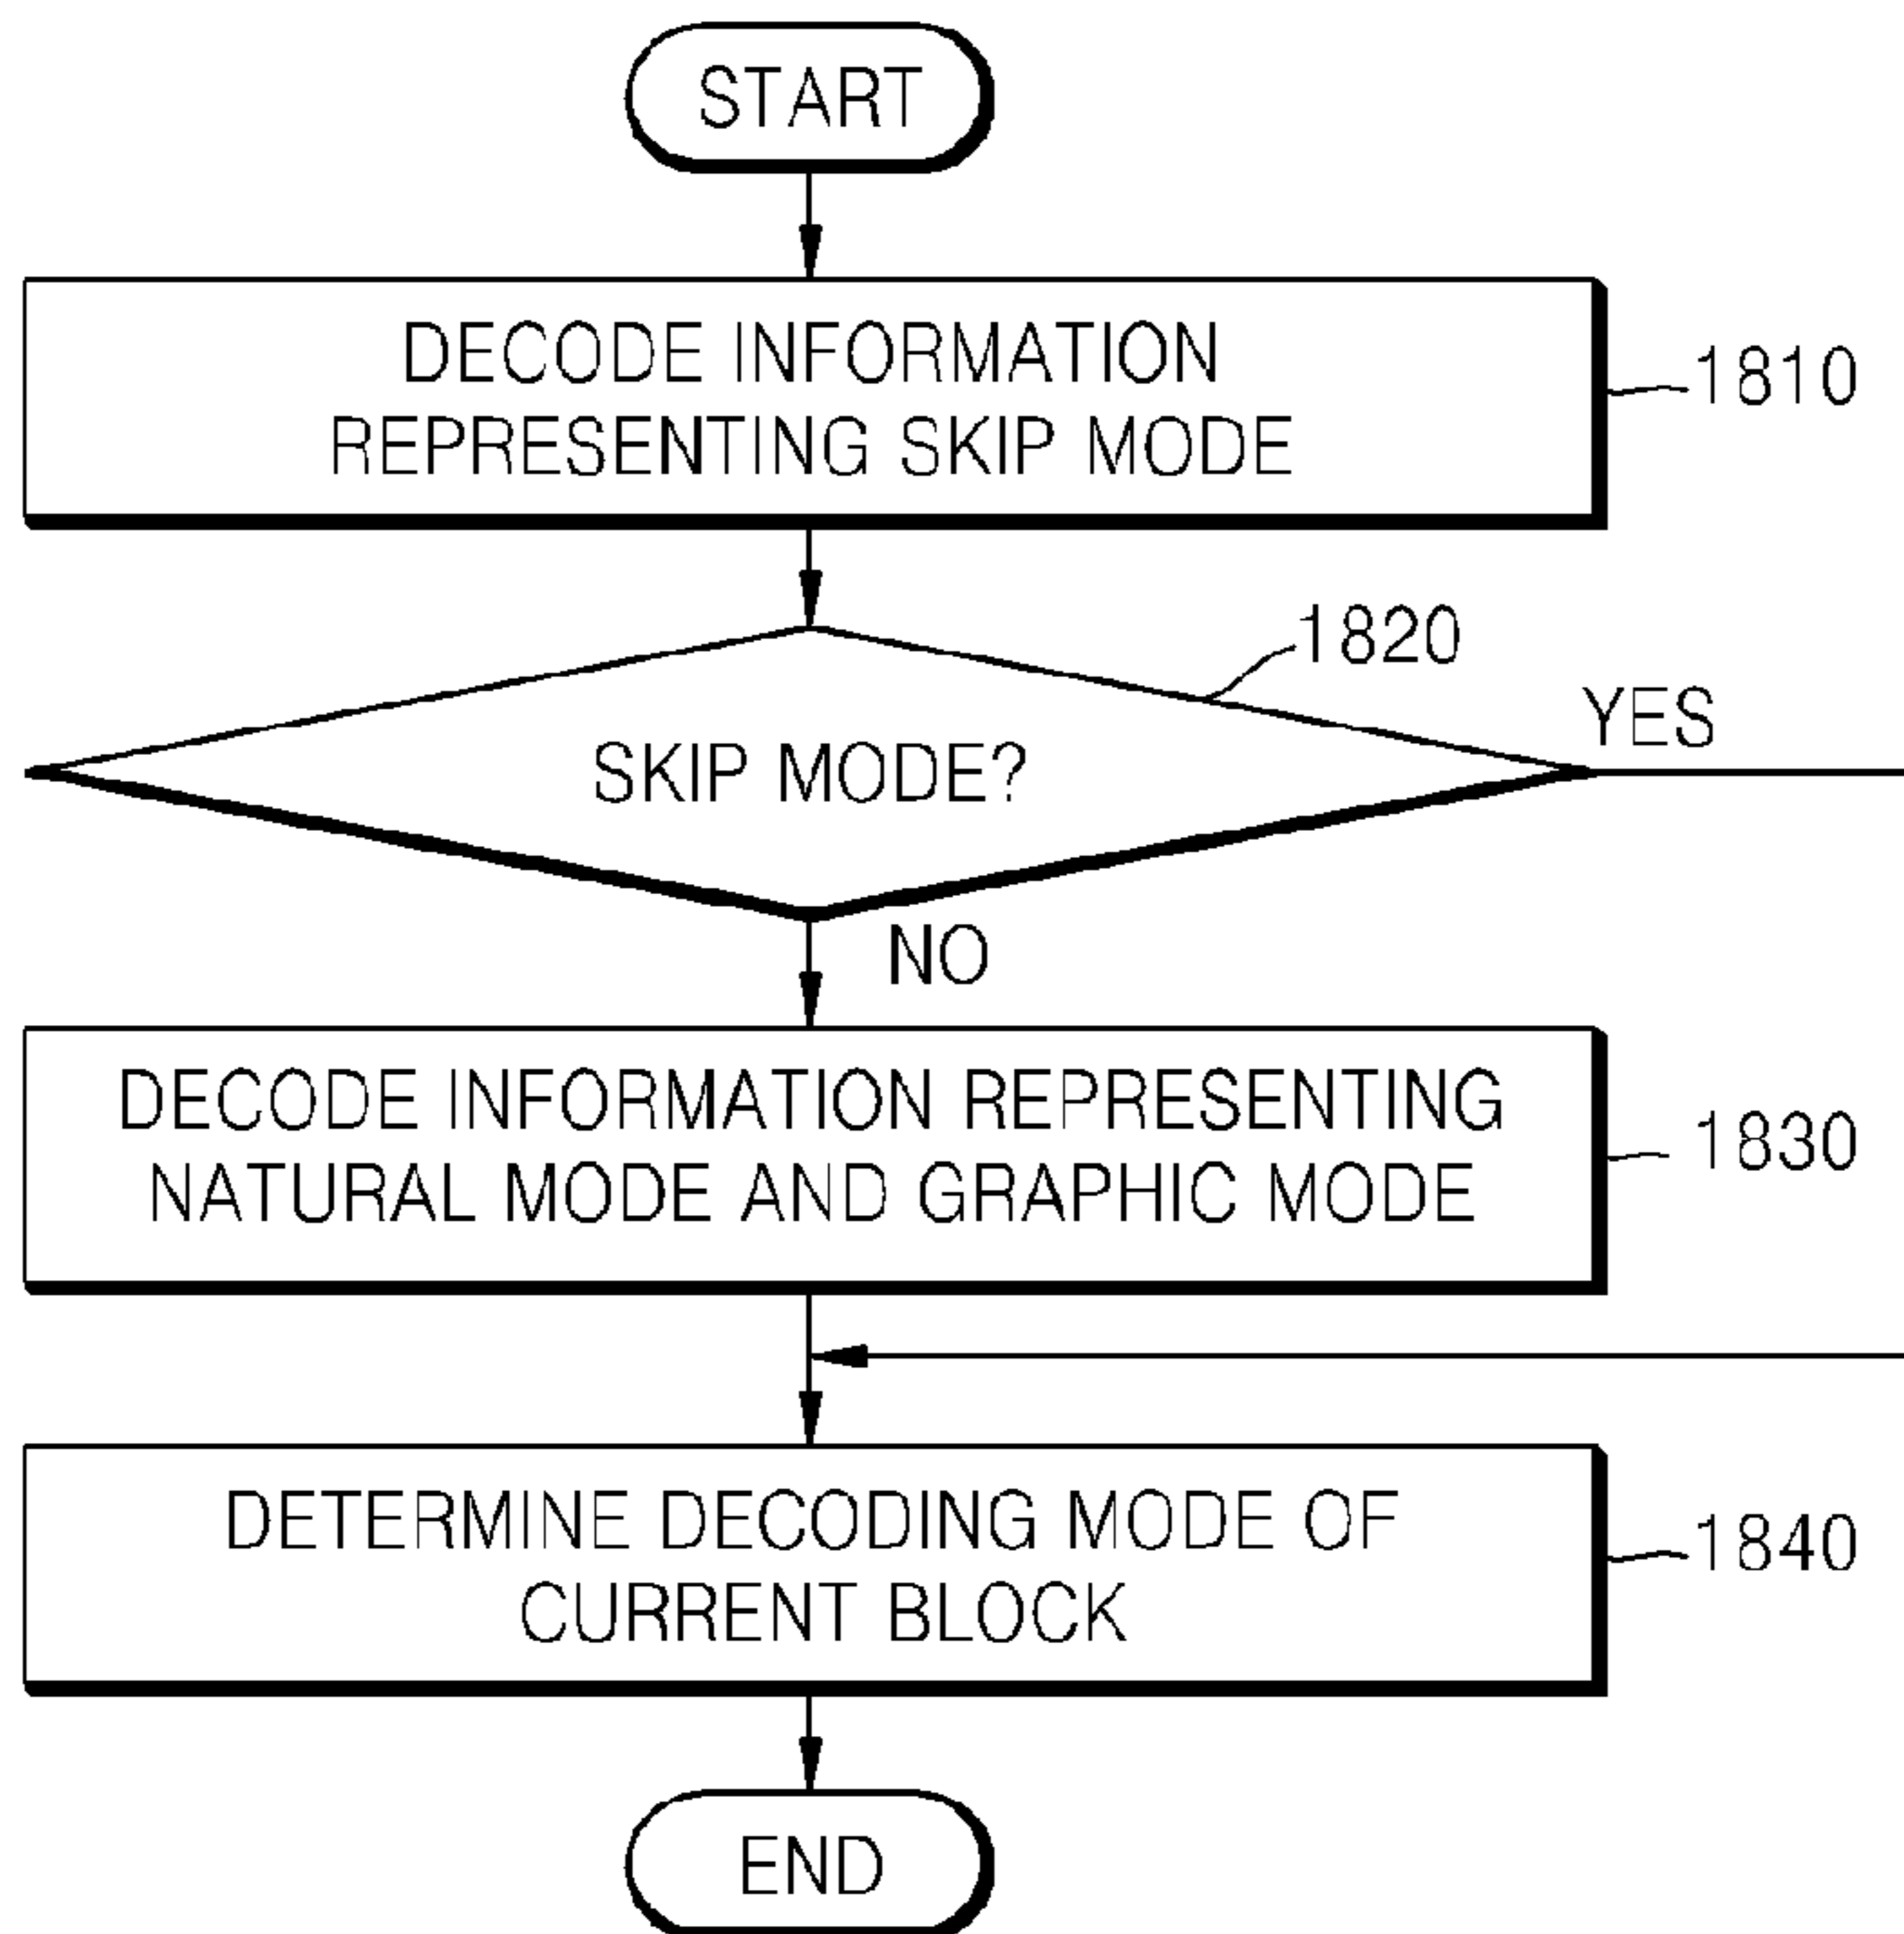 START
DECODE INFORMATION
REPRESENTING SKIP MODE
1810
1820
SKIP MODE?
YES
NO
DECODE INFORMATION REPRESENTING
NATURAL MODE AND GRAPHIC MODE
1830
DETERMINE DECODING MODE OF
CURRENT BLOCK
1840
END